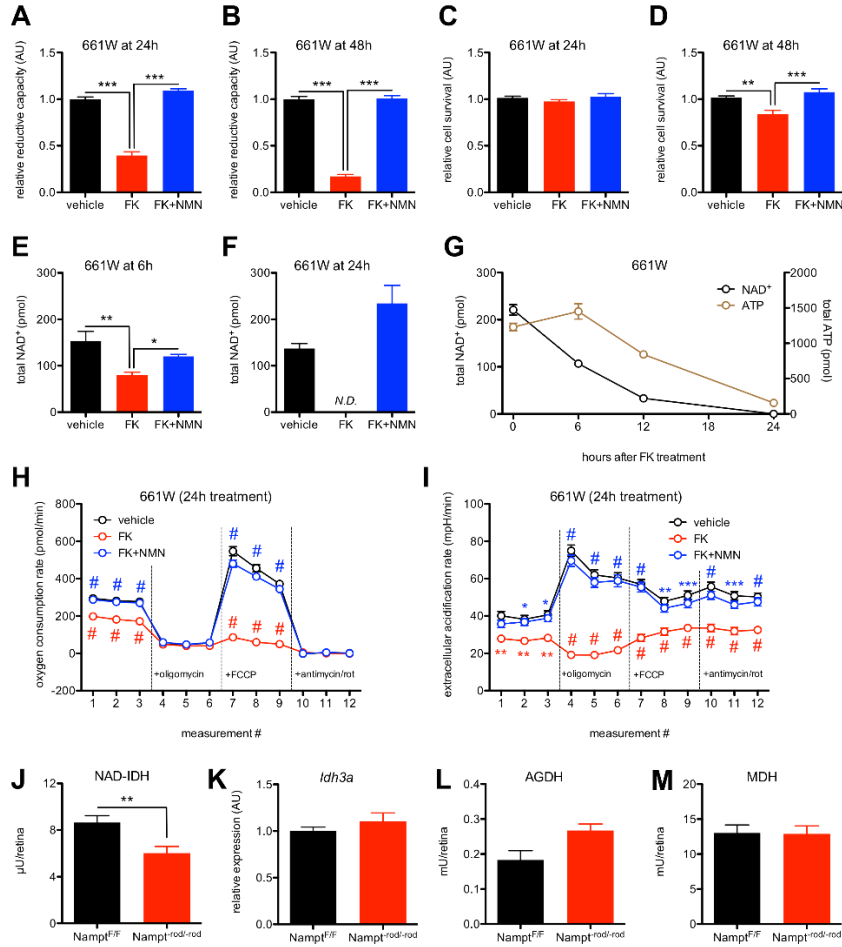 A
661W at 24h
relative reductive capacity (AU)
1.5
1.0
0.5
0.0
***
***
vehicle FK FK+NMN
B
661W at 48h
relative reductive capacity (AU)
1.5
1.0
0.5
0.0
***
***
vehicle FK FK+NMN
C
661W at 24h
relative cell survival (AU)
1.5
1.0
0.5
0.0
vehicle FK FK+NMN
D
661W at 48h
relative cell survival (AU)
1.5
1.0
0.5
0.0
**
***
vehicle FK FK+NMN
E
661W at 6h
total NAD⁺ (pmol)
300
200
100
0
**
*
vehicle FK FK+NMN
F
661W at 24h
total NAD⁺ (pmol)
300
200
100
0
N.D.
vehicle FK FK+NMN
G
661W
total NAD⁺ (pmol)
300
200
100
0
NAD⁺
ATP
2000
1500
1000
500
0
total ATP (pmol)
0 6 12 18 24
hours after FK treatment
H
661W (24h treatment)
oxygen consumption rate (pmol/min)
800
600
400
200
0
-200
vehicle
FK
FK+NMN
# # # # # #
# # # # # #
+oligomycin +FCCP +antimycin/rot
1 2 3 4 5 6 7 8 9 10 11 12
measurement #
I
661W (24h treatment)
extracellular acidification rate (mpH/min)
100
80
60
40
20
0
vehicle
FK
FK+NMN
* * # # # # ** *** # *** #
** ** ** # # # # # # # # #
+oligomycin +FCCP +antimycin/rot
1 2 3 4 5 6 7 8 9 10 11 12
measurement #
J
NAD-IDH
µU/retina
12
8
4
0
**
Nampt^F/F Nampt^-rod/-rod
K
Idh3a
relative expression (AU)
1.5
1.0
0.5
0.0
Nampt^F/F Nampt^-rod/-rod
L
AGDH
mU/retina
0.4
0.3
0.2
0.1
0.0
Nampt^F/F Nampt^-rod/-rod
M
MDH
mU/retina
20
15
10
5
0
Nampt^F/F Nampt^-rod/-rod